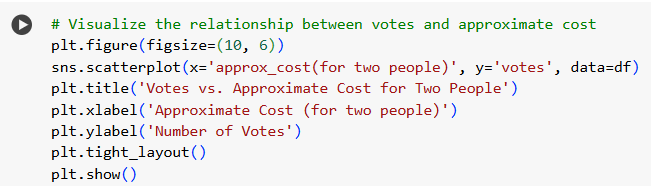 # Visualize the relationship between votes and approximate cost
plt.figure(figsize=(10, 6))
sns.scatterplot(x='approx_cost(for two people)', y='votes', data=df)
plt.title('Votes vs. Approximate Cost for Two People')
plt.xlabel('Approximate Cost (for two people)')
plt.ylabel('Number of Votes')
plt.tight_layout()
plt.show()